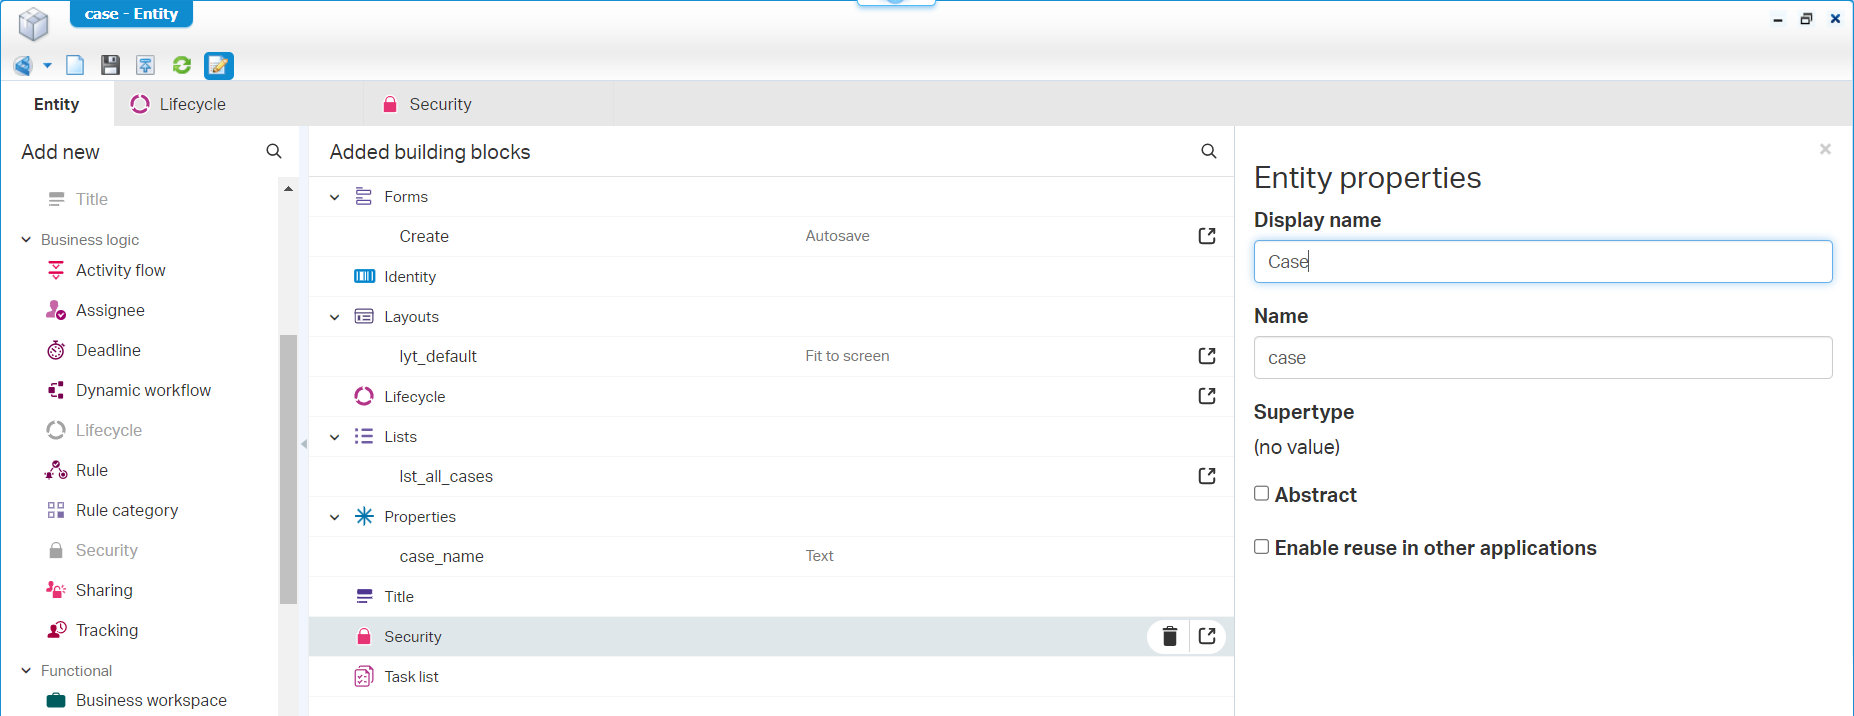 case - Entity
Entity
Lifecycle
Security
Add new
Title
Business logic
Activity flow
Assignee
Deadline
Dynamic workflow
Lifecycle
Rule
Rule category
Security
Sharing
Tracking
Functional
Business workspace
Added building blocks
Forms
Create Autosave
Identity
Layouts
lyt_default Fit to screen
Lifecycle
Lists
lst_all_cases
Properties
case_name Text
Title
Security
Task list
Entity properties
Display name
Case
Name
case
Supertype
(no value)
Abstract
Enable reuse in other applications